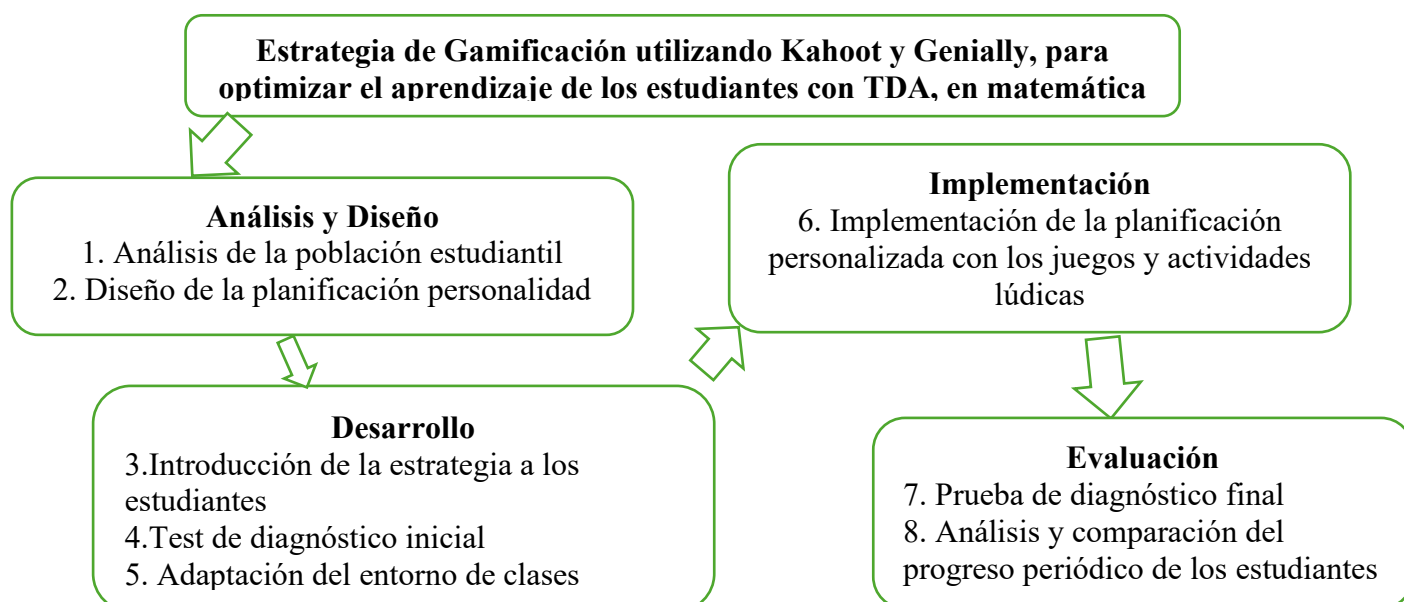 Estrategia de Gamificación utilizando Kahoot y Genially, para
optimizar el aprendizaje de los estudiantes con TDA, en matemática
Análisis y Diseño
1. Análisis de la población estudiantil
2. Diseño de la planificación personalidad
Desarrollo
3.Introducción de la estrategia a los
estudiantes
4.Test de diagnóstico inicial
5. Adaptación del entorno de clases
Implementación
6. Implementación de la planificación
personalizada con los juegos y actividades
lúdicas
Evaluación
7. Prueba de diagnóstico final
8. Análisis y comparación del
progreso periódico de los estudiantes